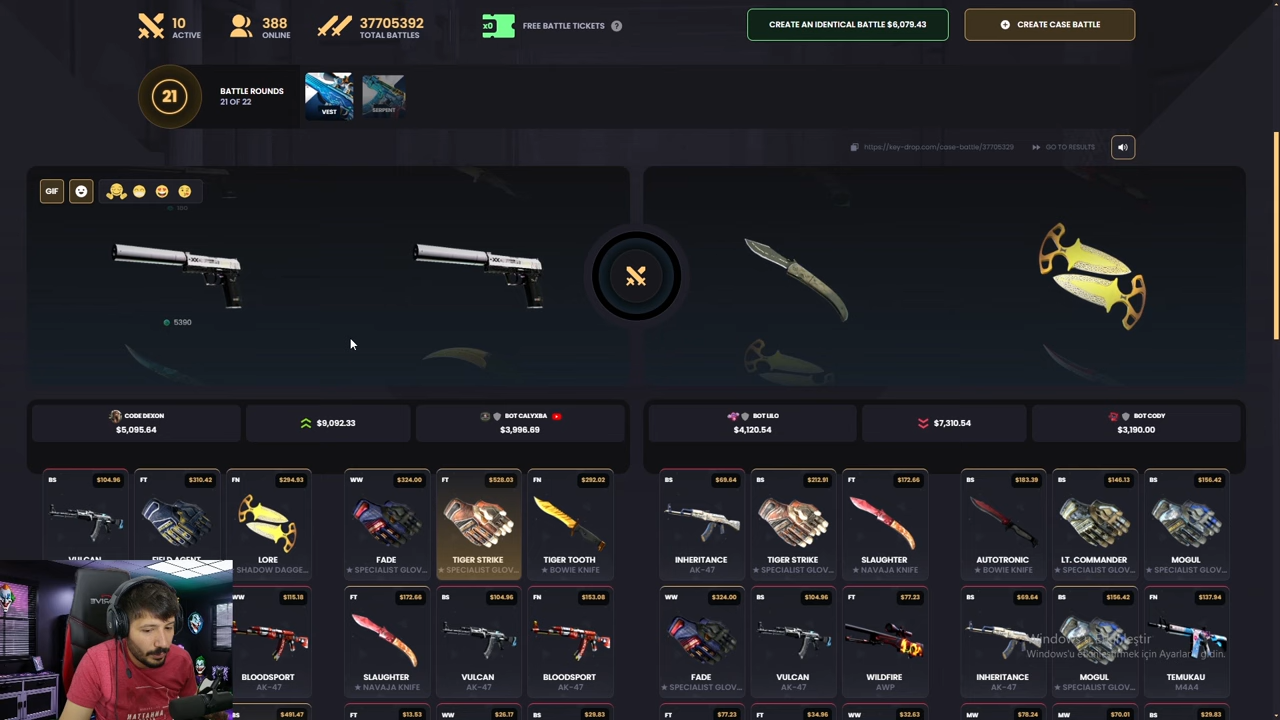 10
ACTIVE
388
ONLINE
37705392
TOTAL BATTLES
x0
FREE BATTLE TICKETS ?
CREATE AN IDENTICAL BATTLE $6,079.43
CREATE CASE BATTLE
21
BATTLE ROUNDS
21 OF 22
VEST
SERPENT
https://key-drop.com/case-battle/37705329
GO TO RESULTS
GIF
5390
CODE DEXON
$5,095.64
$9,092.33
BOT CALYXBA
$3,996.69
BOT LILO
$4,120.54
$7,310.54
BOT CODY
$3,190.00
BS $104.96
FT $310.42
FN $294.93
WW $324.00
FT $528.03
FN $292.02
BS $69.64
BS $212.91
FT $172.66
BS $183.39
BS $146.13
BS $156.42
VULCAN
FIELD AGENT
LORE
FADE
TIGER STRIKE
TIGER TOOTH
INHERITANCE
TIGER STRIKE
SLAUGHTER
AUTOTRONIC
LT. COMMANDER
MOGUL
SHADOW DAGGE...
★ SPECIALIST GLOV...
★ SPECIALIST GLOV...
★ BOWIE KNIFE
AK-47
★ SPECIALIST GLOV...
★ NAVAJA KNIFE
★ BOWIE KNIFE
★ SPECIALIST GLOV...
★ SPECIALIST GLOV...
WW $115.18
FT $172.66
BS $104.96
FN $153.08
WW $324.00
BS $104.96
FT $77.23
BS $69.64
BS $156.42
FN $137.94
Windows'u Etkinleştir
Windows'u etkinleştirmek için Ayarlar'a gidin.
BLOODSPORT
SLAUGHTER
VULCAN
BLOODSPORT
FADE
VULCAN
WILDFIRE
INHERITANCE
MOGUL
TEMUKAU
AK-47
★ NAVAJA KNIFE
AK-47
AK-47
★ SPECIALIST GLOV...
AK-47
AWP
AK-47
★ SPECIALIST GLOV...
M4A4
BS $491.47
FT $13.53
WW $26.17
BS $29.83
FT $77.23
FT $34.96
WW $32.63
MW $78.24
MW $70.01
BS $29.83